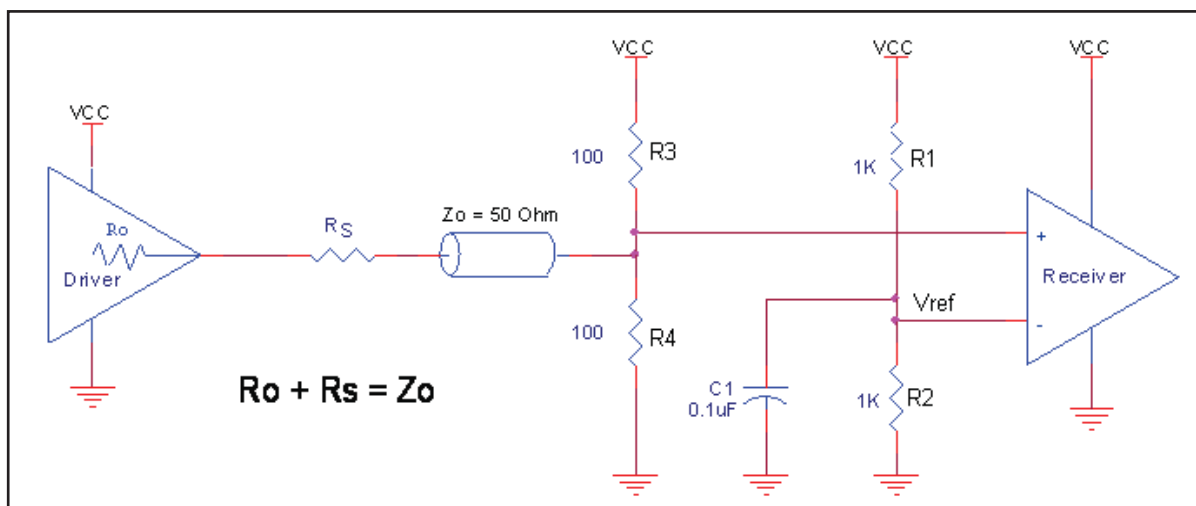 VCC
VCC
VCC
VCC
R3
100
R1
1K
Zo = 50 Ohm
RS
Ro
Driver
+
Receiver
Vref
-
R4
100
C1
0.1uF
R2
1K
Ro + Rs = Zo